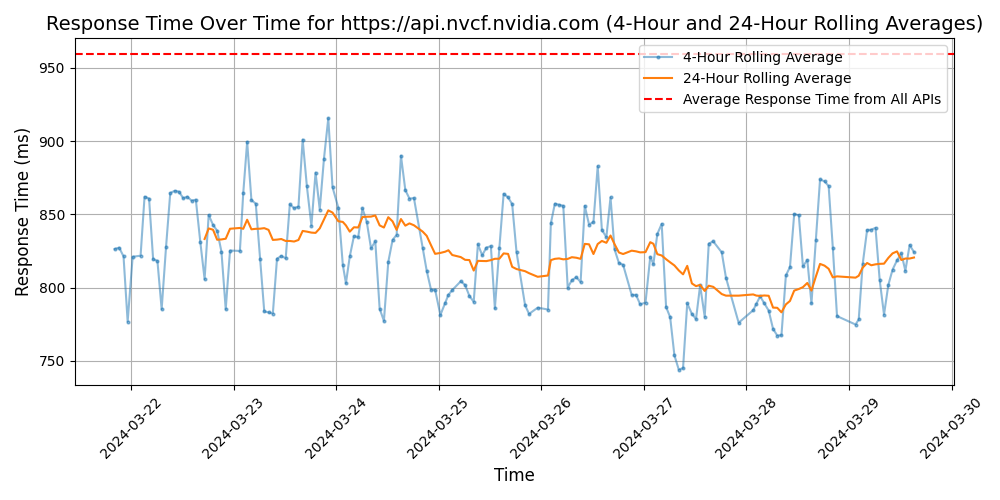 Response Time Over Time for https://api.nvcf.nvidia.com (4-Hour and 24-Hour Rolling Averages)
4-Hour Rolling Average
24-Hour Rolling Average
Average Response Time from All APIs
Response Time (ms)
950
900
850
800
750
2024-03-22
2024-03-23
2024-03-24
2024-03-25
2024-03-26
2024-03-27
2024-03-28
2024-03-29
2024-03-30
Time